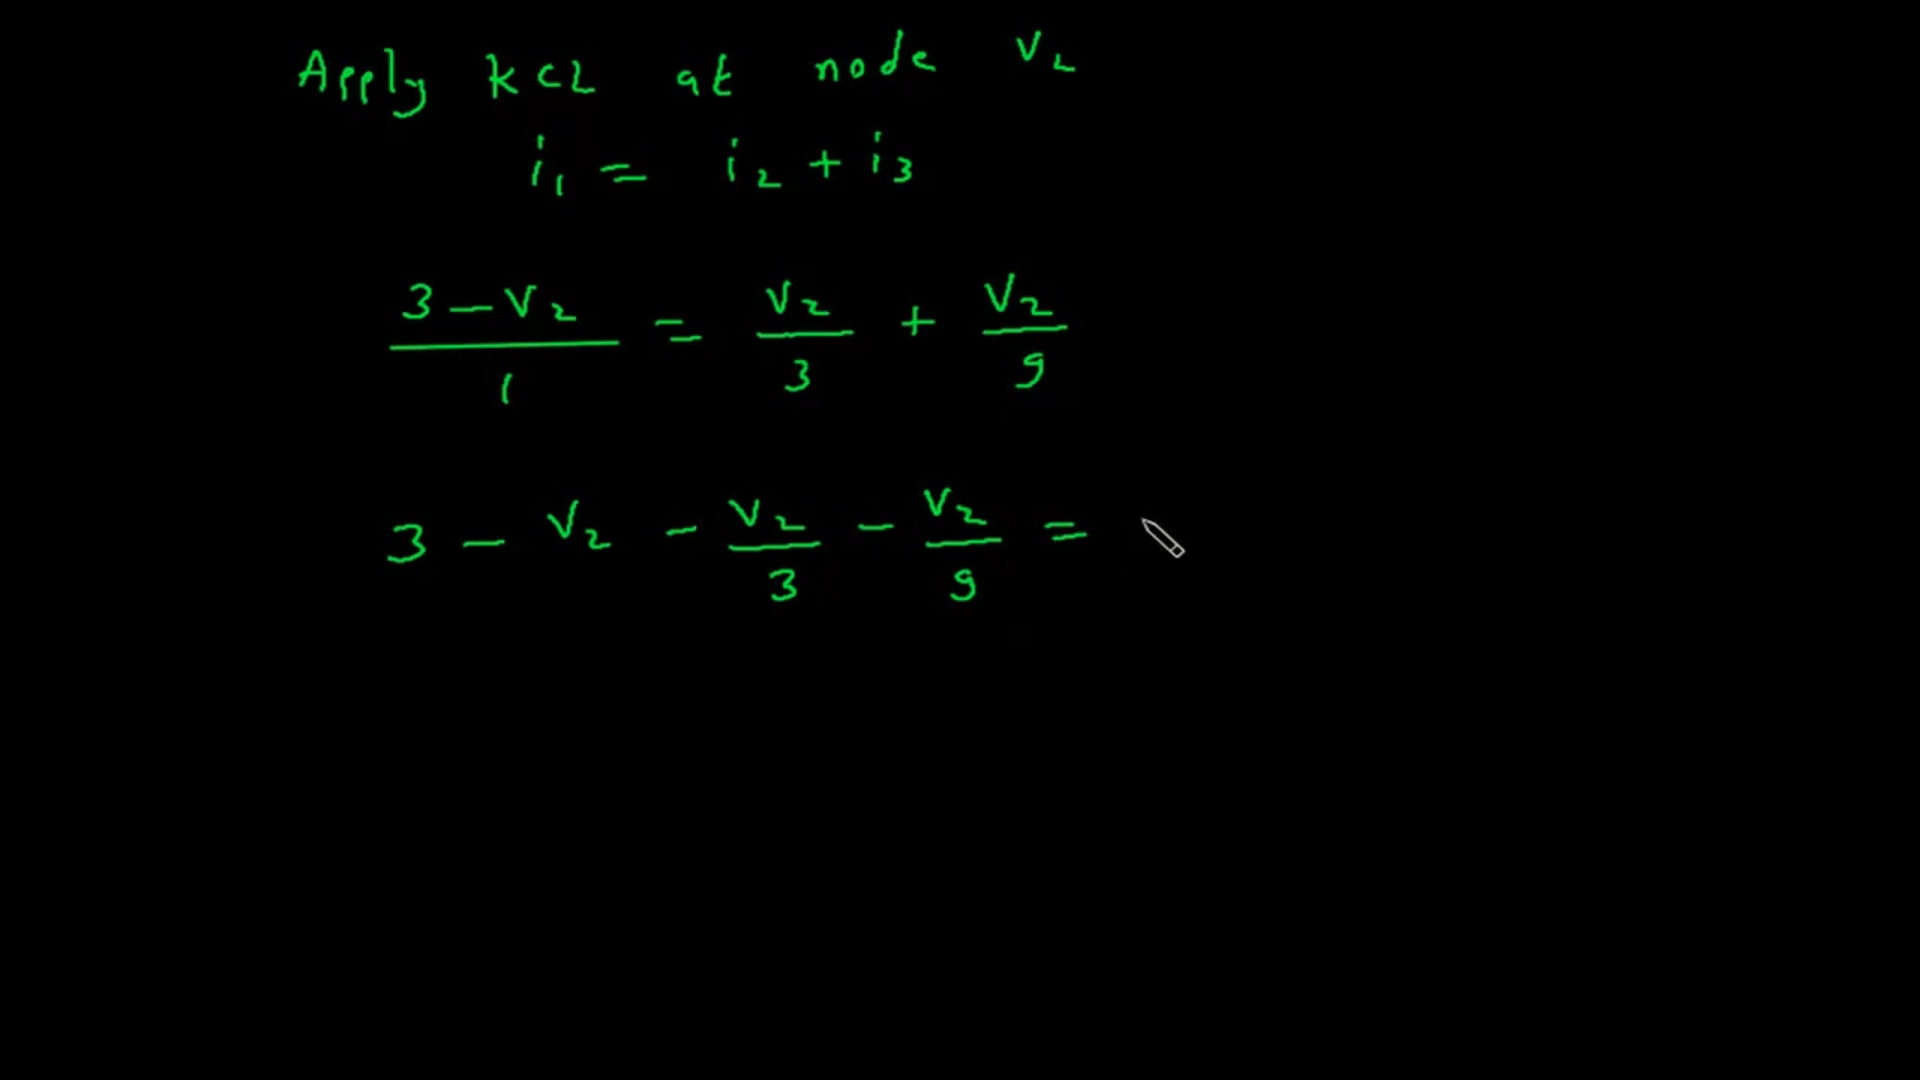 Apply KCL at node V₂
i₁ = i₂ + i₃
(3 – V₂)/1 = V₂/3 + V₂/9
3 – V₂ - V₂/3 - V₂/9 =